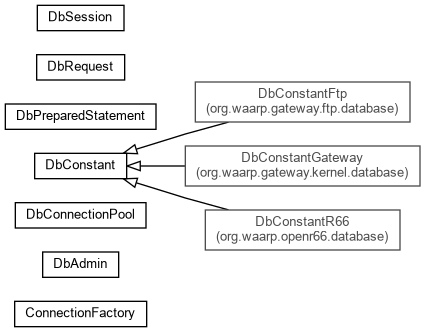 DbSession
DbRequest
DbConstantFtp
(org.waarp.gateway.ftp.database)
DbPreparedStatement
DbConstant
DbConstantGateway
(org.waarp.gateway.kernel.database)
DbConnectionPool
DbConstantR66
(org.waarp.openr66.database)
DbAdmin
ConnectionFactory